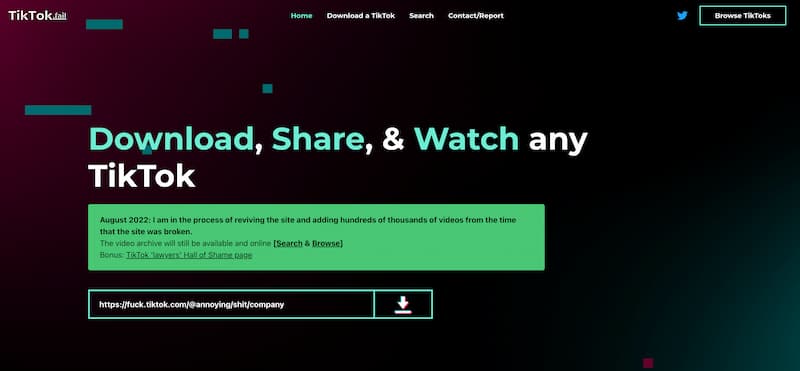 TikTok.fail
Home Download a TikTok Search Contact/Report
Browse TikToks
Download, Share, & Watch any
TikTok
August 2022: I am in the process of reviving the site and adding hundreds of thousands of videos from the time
that the site was broken.
The video archive will still be available and online [Search & Browse]
Bonus: TikTok 'lawyers' Hall of Shame page
https://fuck.tiktok.com/@annoying/shit/company